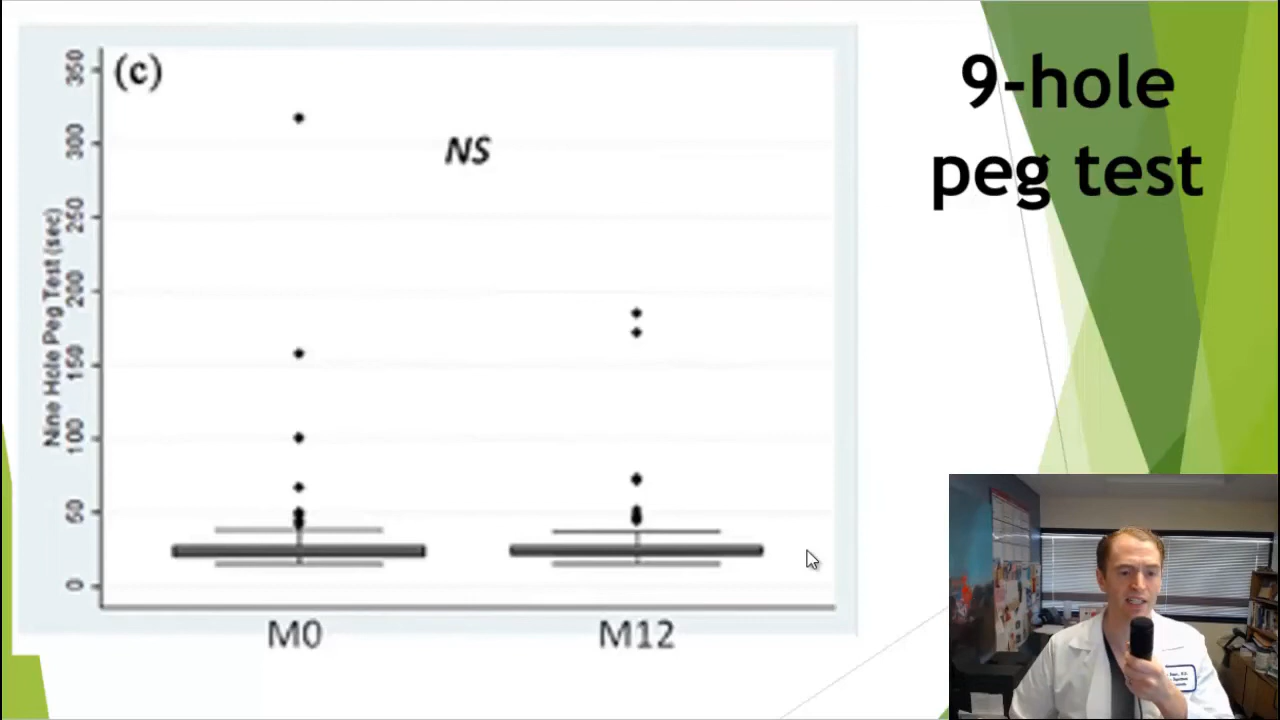 9-hole
peg test
(c)
NS
Nine Hole Peg Test (sec)
350
300
250
200
150
100
50
0
M0
M12